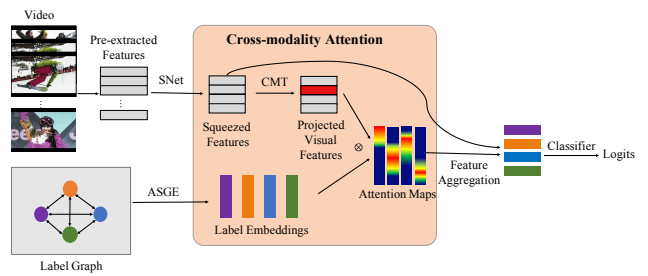 Video
Pre-extracted
Features
SNet
Cross-modality Attention
CMT
Squeezed
Features
Projected
Visual
Features
Attention Maps
Feature
Aggregation
Classifier
Logits
ASGE
Label Embeddings
Label Graph